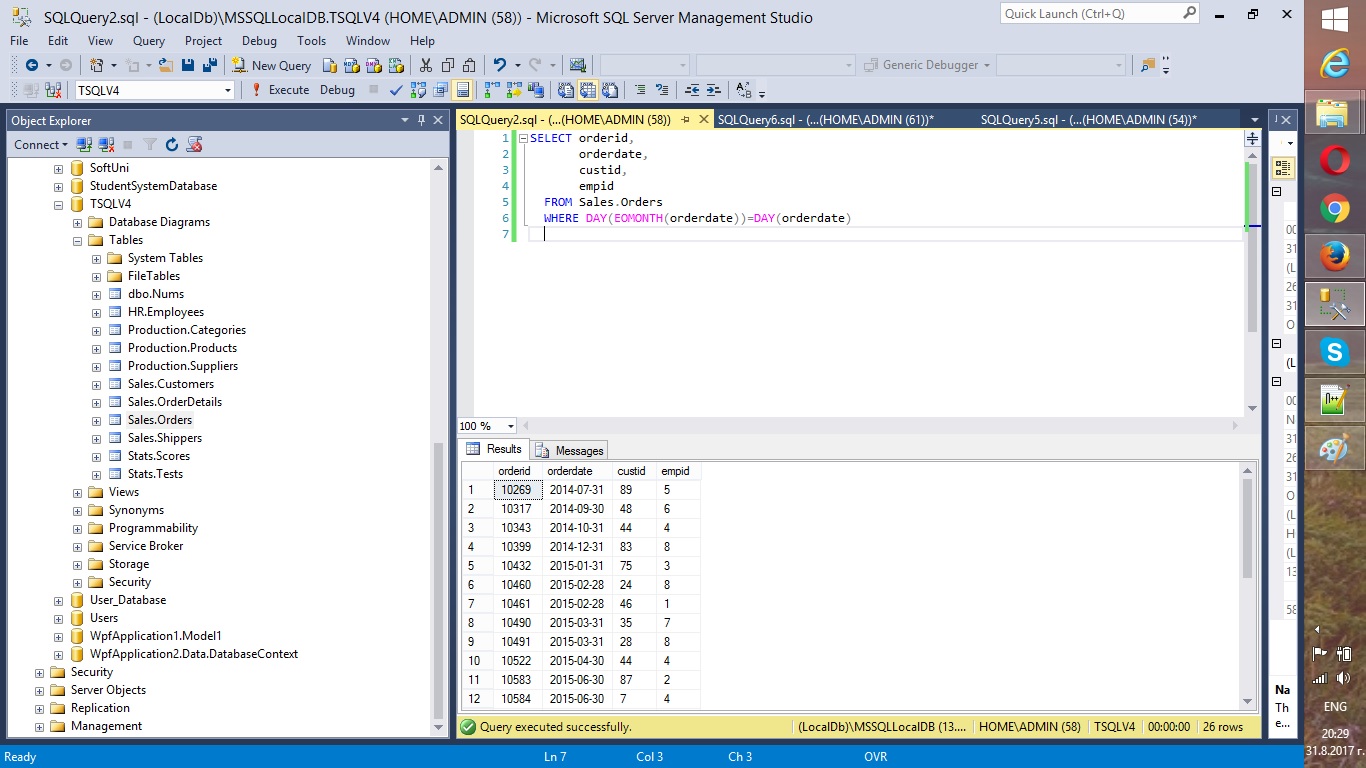 SQLQuery2.sql - (LocalDb)\MSSQLLocalDB.TSQLV4 (HOME\ADMIN (58)) - Microsoft SQL Server Management Studio
Quick Launch (Ctrl+Q)
File Edit View Query Project Debug Tools Window Help
New Query
Generic Debugger
TSQLV4
Execute Debug
Object Explorer
Connect
SoftUni
StudentSystemDatabase
TSQLV4
Database Diagrams
Tables
System Tables
FileTables
dbo.Nums
HR.Employees
Production.Categories
Production.Products
Production.Suppliers
Sales.Customers
Sales.OrderDetails
Sales.Orders
Sales.Shippers
Stats.Scores
Stats.Tests
Views
Synonyms
Programmability
Service Broker
Storage
Security
User_Database
Users
WpfApplication1.Model1
WpfApplication2.Data.DatabaseContext
Security
Server Objects
Replication
Management
SQLQuery2.sql - (...(HOME\ADMIN (58)) SQLQuery6.sql - (...(HOME\ADMIN (61))* SQLQuery5.sql - (...(HOME\ADMIN (54))*
1 SELECT orderid,
2 orderdate,
3 custid,
4 empid
5 FROM Sales.Orders
6 WHERE DAY(EOMONTH(orderdate))=DAY(orderdate)
7
100 %
Results Messages
orderid orderdate custid empid
1 10269 2014-07-31 89 5
2 10317 2014-09-30 48 6
3 10343 2014-10-31 44 4
4 10399 2014-12-31 83 8
5 10432 2015-01-31 75 3
6 10460 2015-02-28 24 8
7 10461 2015-02-28 46 1
8 10490 2015-03-31 35 7
9 10491 2015-03-31 28 8
10 10522 2015-04-30 44 4
11 10583 2015-06-30 87 2
12 10584 2015-06-30 7 4
Query executed successfully.
(LocalDb)\MSSQLLocalDB (13.... HOME\ADMIN (58) TSQLV4 00:00:00 26 rows
Na
Th
e...
Ready Ln 7 Col 3 Ch 3 OVR
ENG
20:29
31.8.2017 г.